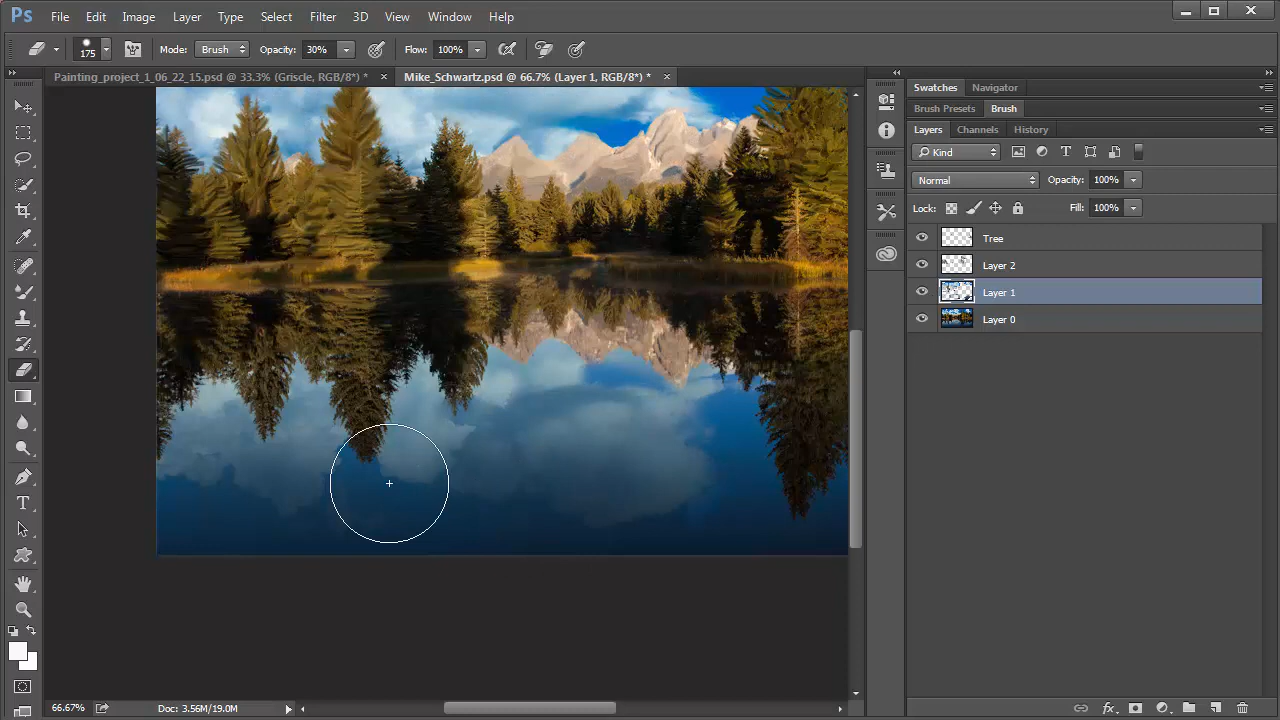 Ps File Edit Image Layer Type Select Filter 3D View Window Help
175 Mode: Brush Opacity: 30% Flow: 100%
Painting_project_1_06_22_15.psd @ 33.3% (Griscle, RGB/8*) * × Mike_Schwartz.psd @ 66.7% (Layer 1, RGB/8*) * ×
Swatches Navigator
Brush Presets Brush
Layers Channels History
Kind
Normal Opacity: 100%
Lock: Fill: 100%
Tree
Layer 2
Layer 1
Layer 0
66.67% Doc: 3.56M/19.0M